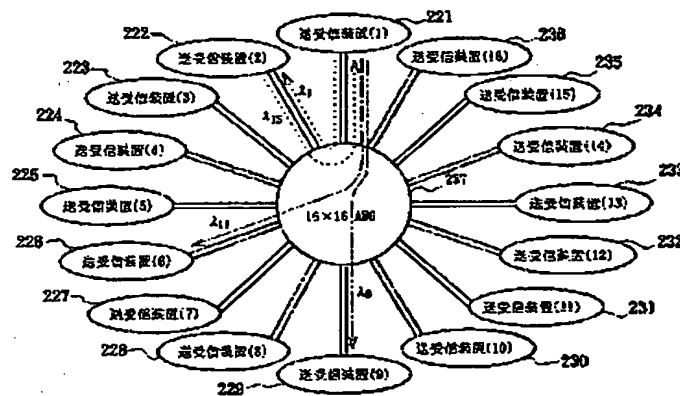 221
送受信装置(1)
222
送受信装置(2)
236
送受信装置(16)
223
送受信装置(3)
235
送受信装置(15)
224
送受信装置(4)
234
送受信装置(14)
225
送受信装置(5)
233
送受信装置(13)
226
送受信装置(6)
232
送受信装置(12)
227
送受信装置(7)
231
送受信装置(11)
228
送受信装置(8)
230
送受信装置(10)
229
送受信装置(9)
237
16×16 AWG
λ15